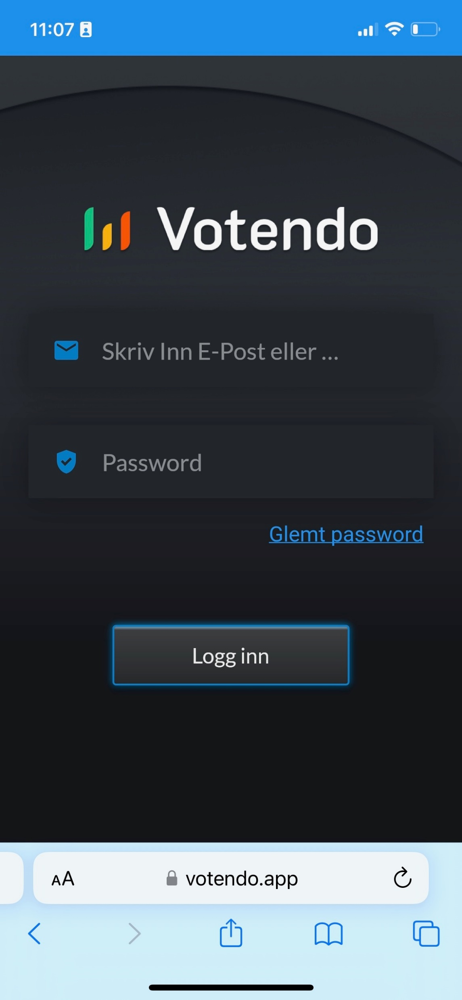 11:07
Votendo
Skriv Inn E-Post eller ...
Password
Glemt password
Logg inn
AA votendo.app